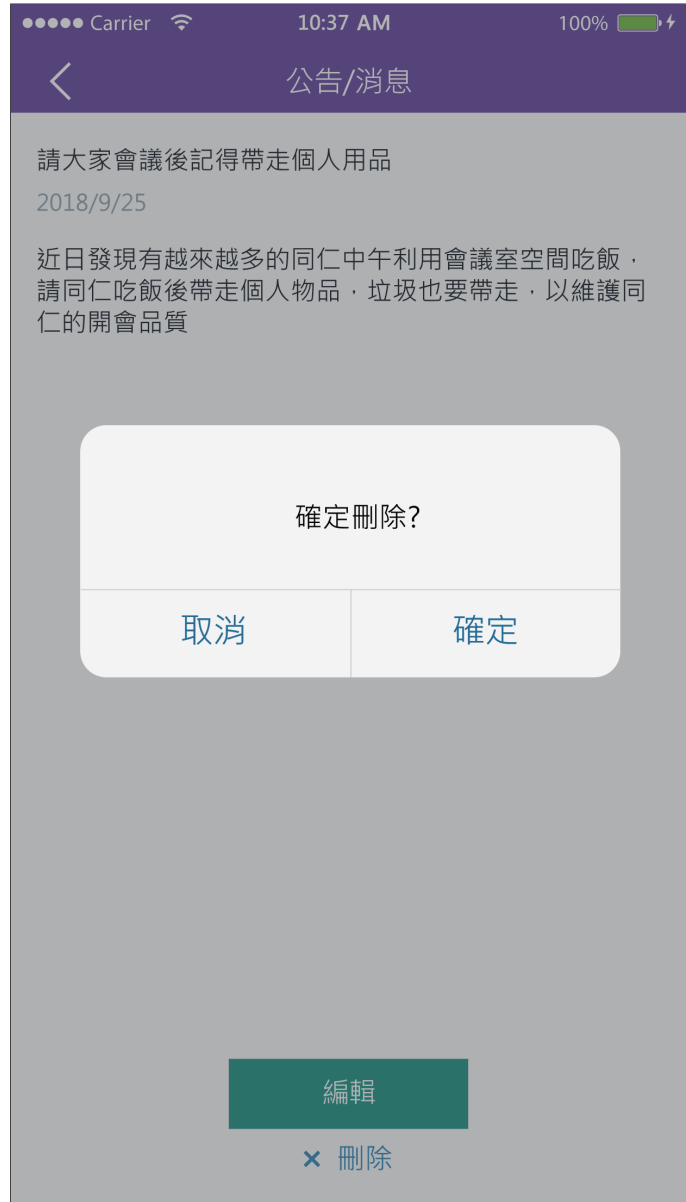 Carrier 10:37 AM 100%
公告/消息
請大家會議後記得帶走個人用品
2018/9/25
近日發現有越來越多的同仁中午利用會議室空間吃飯，
請同仁吃飯後帶走個人物品，垃圾也要帶走，以維護同
仁的開會品質
確定刪除?
取消 確定
編輯
× 刪除